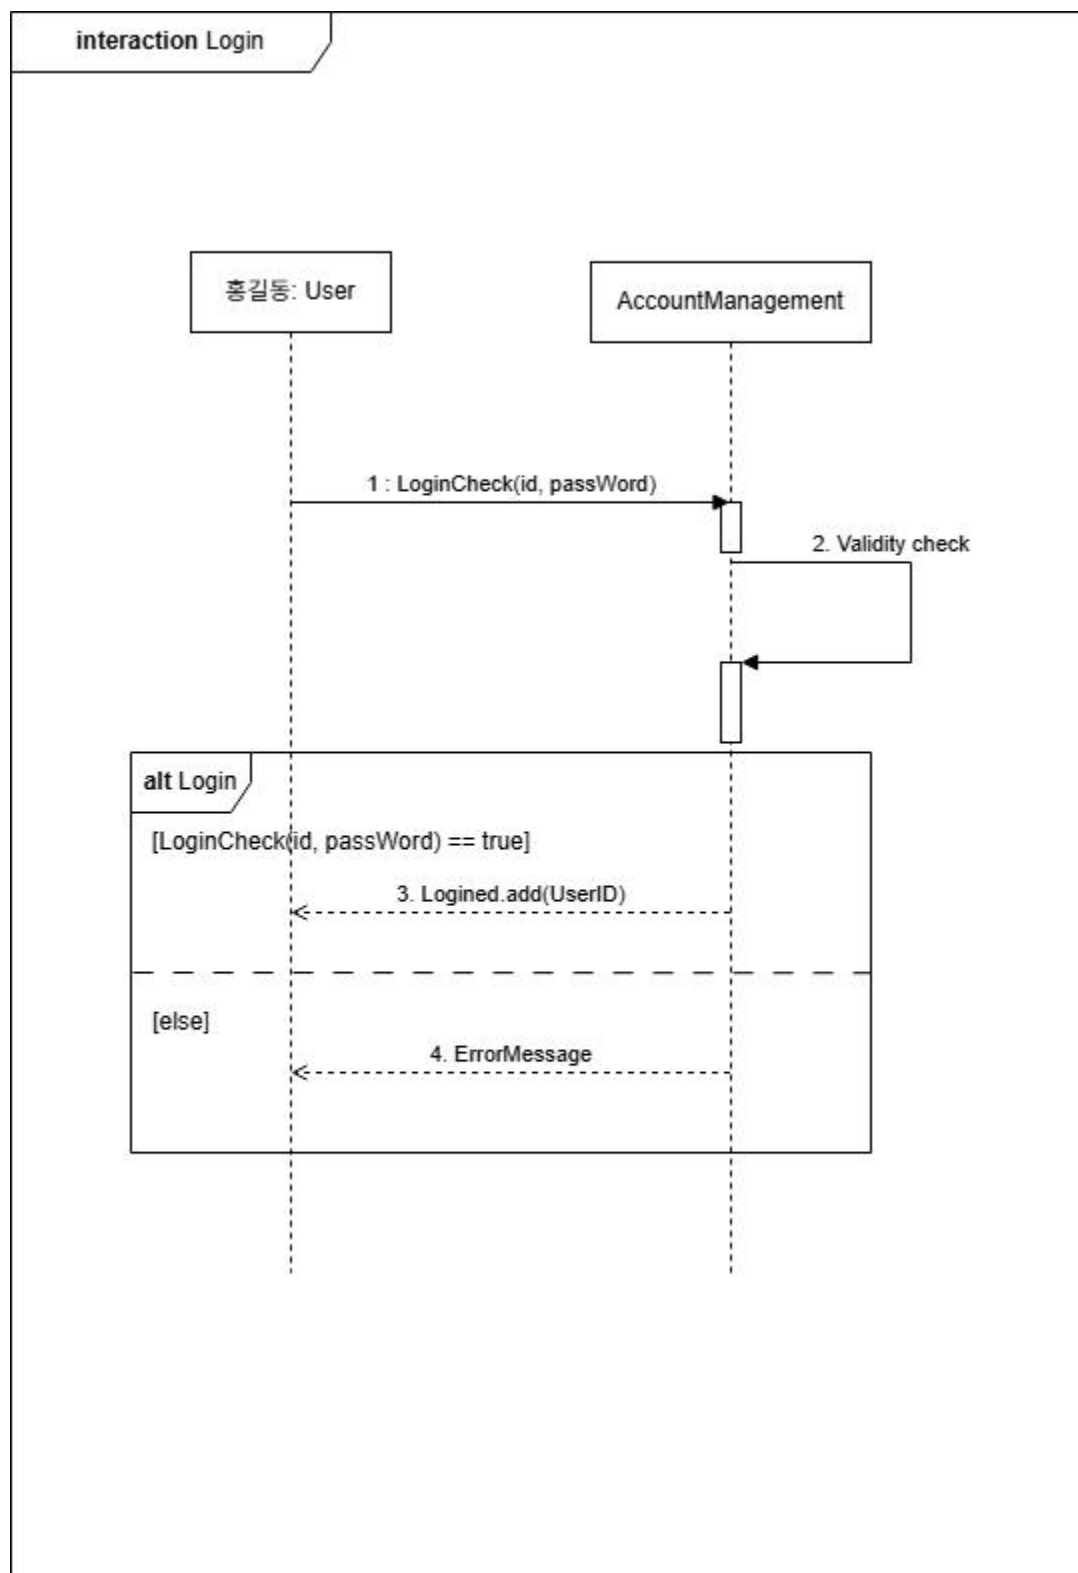 interaction Login
홍길동: User
AccountManagement
1 : LoginCheck(id, passWord)
2. Validity check
alt Login
[LoginCheck(id, passWord) == true]
3. Logined.add(UserID)
[else]
4. ErrorMessage